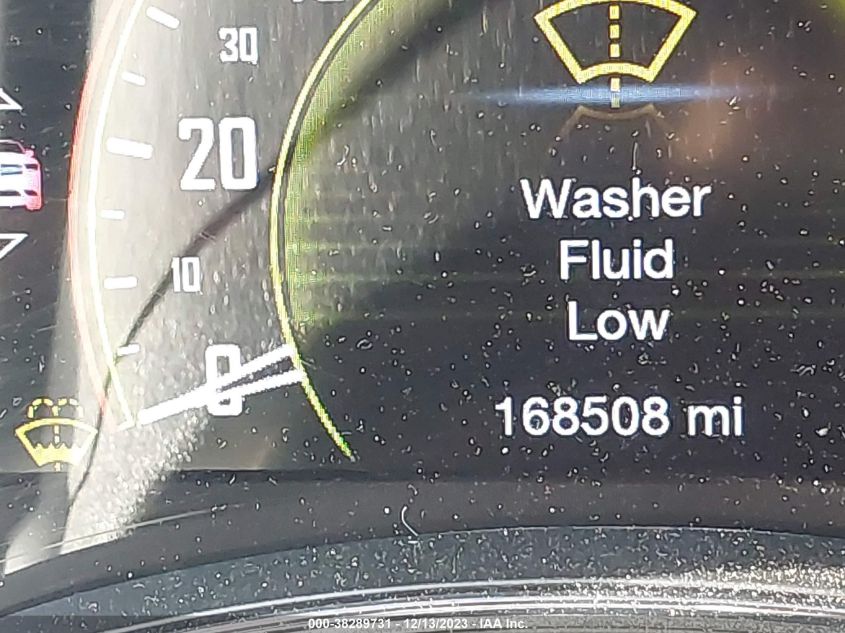 30
20
10
0
Washer
Fluid
Low
168508 mi
000-38289731 - 12/13/2023 - IAA Inc.